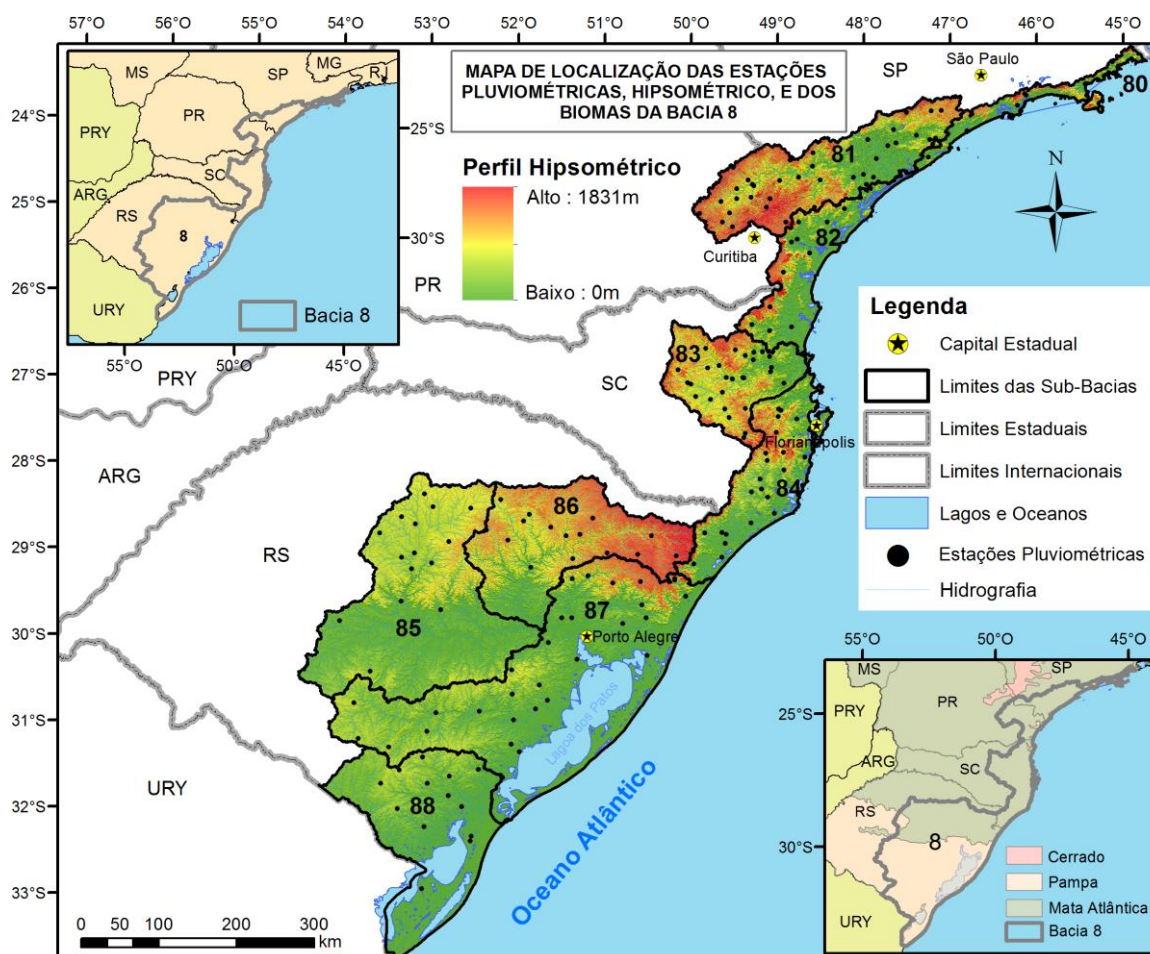 57°O 56°O 55°O 54°O 53°O 52°O 51°O 50°O 49°O 48°O 47°O 46°O 45°O 44°O
MAPA DE LOCALIZAÇÃO DAS ESTAÇÕES
PLUVIOMÉTRICAS, HIPSOMÉTRICO, E DOS
BIOMAS DA BACIA 8
MS
SP
MG
RJ
PRY
PR
SC
ARG
RS
8
URY
Bacia 8
55°O 50°O 45°O
25°S
30°S
24°S
25°S
26°S
27°S
28°S
29°S
30°S
31°S
32°S
33°S
Perfil Hipsométrico
Alto : 1831m
Baixo : 0m
SP
São Paulo
80
81
82
Curitiba
PR
N
83
SC
Florianópolis
84
PRY
ARG
RS
86
85
87
Porto Alegre
Lagoa dos Patos
URY
88
Oceano Atlântico
0 50 100 200 300
km
Legenda
Capital Estadual
Limites das Sub-Bacias
Limites Estaduais
Limites Internacionais
Lagos e Oceanos
Estações Pluviométricas
Hidrografia
55°O 50°O 45°O
25°S
30°S
MS
SP
PRY
PR
ARG
SC
RS
8
URY
Cerrado
Pampa
Mata Atlântica
Bacia 8